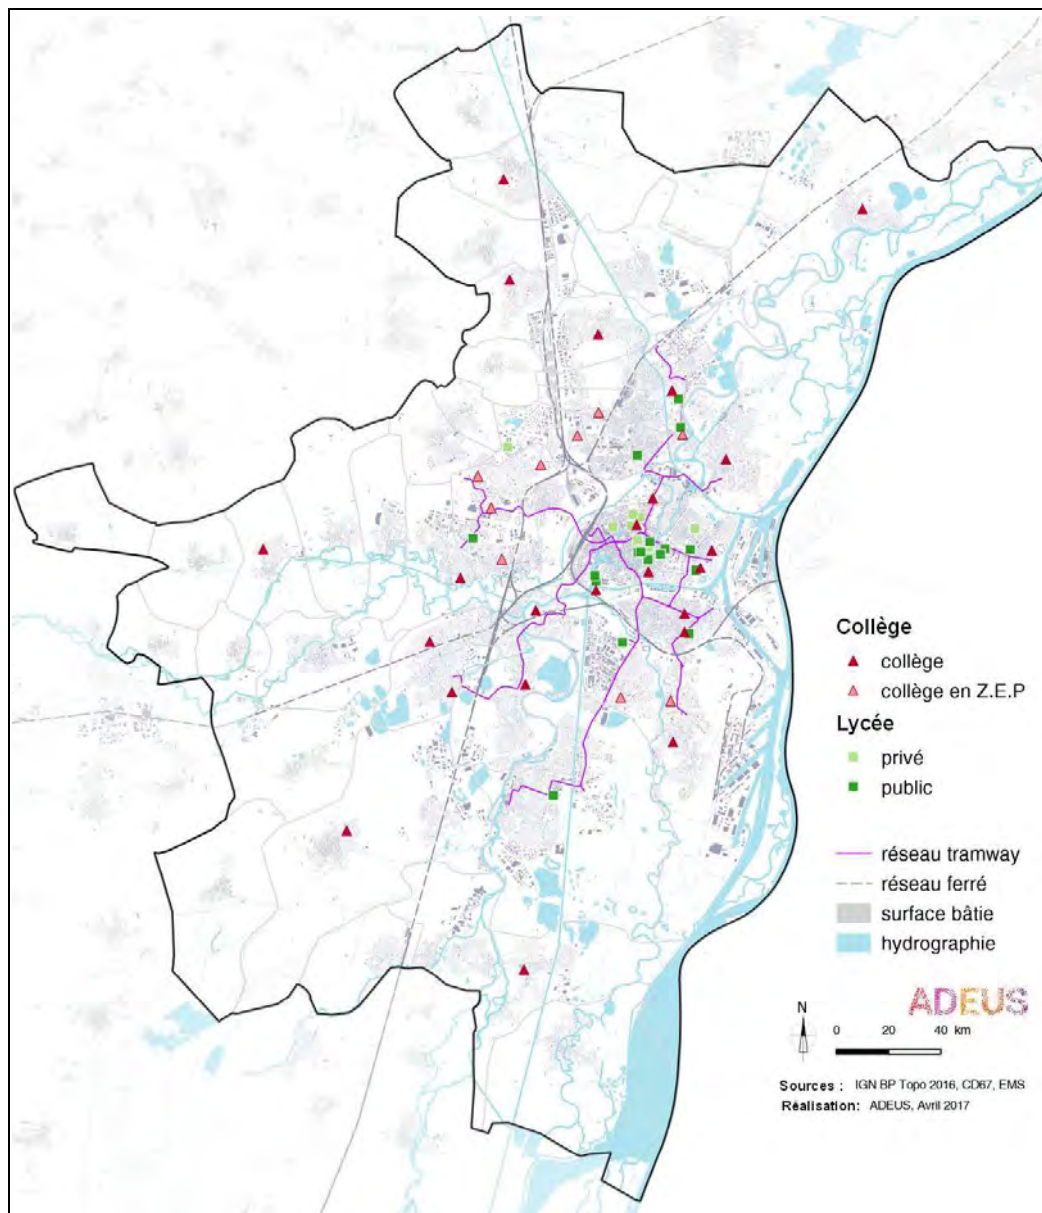 Collège
collège
collège en Z.E.P
Lycée
privé
public
réseau tramway
réseau ferré
surface bâtie
hydrographie
ADEUS
N
0 20 40 km
Sources : IGN BP Topo 2016, CD67, EMS
Réalisation: ADEUS, Avril 2017